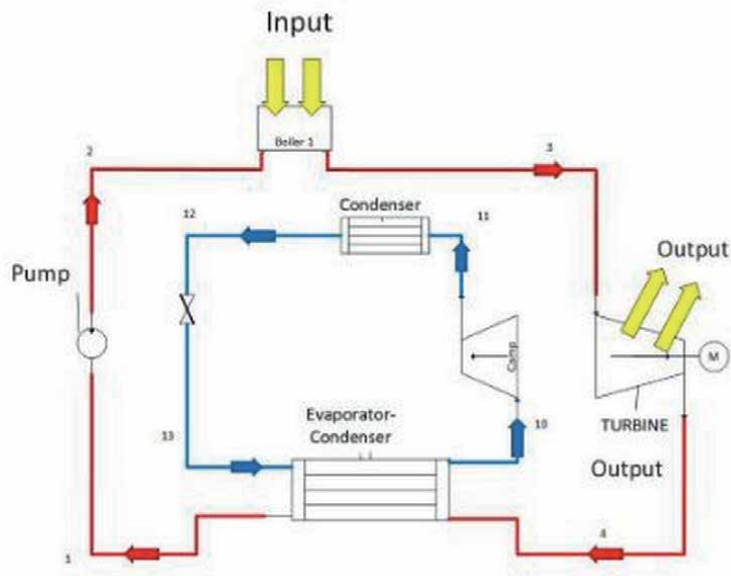 Input
Boiler 1
2
3
Condenser
12
11
Output
Pump
M
Comp
Evaporator-
Condenser
13
10
TURBINE
Output
1
4